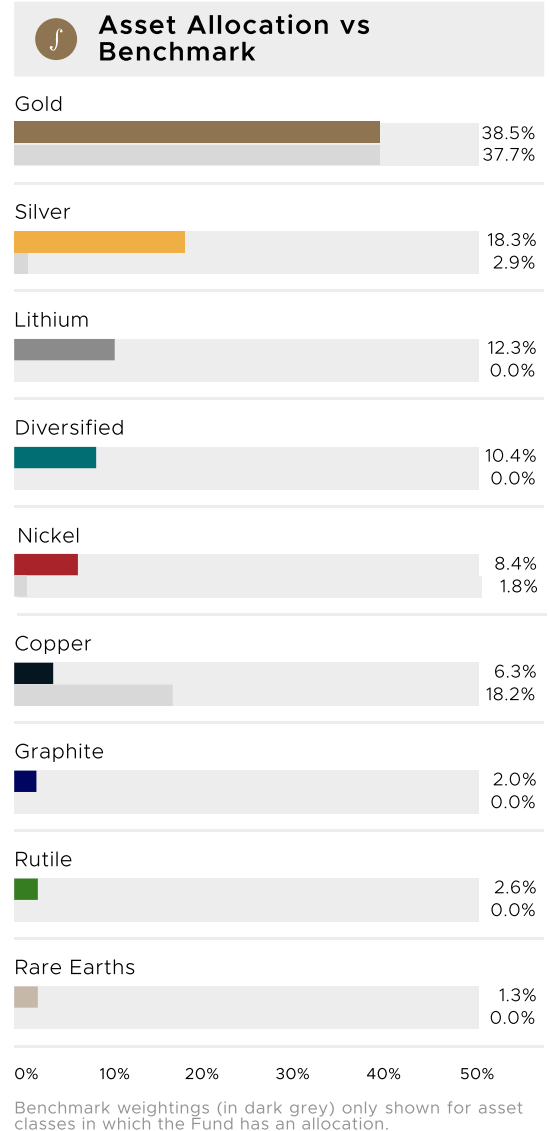 ∫
Asset Allocation vs
Benchmark
Gold
38.5%
37.7%
Silver
18.3%
2.9%
Lithium
12.3%
0.0%
Diversified
10.4%
0.0%
Nickel
8.4%
1.8%
Copper
6.3%
18.2%
Graphite
2.0%
0.0%
Rutile
2.6%
0.0%
Rare Earths
1.3%
0.0%
0% 10% 20% 30% 40% 50%
Benchmark weightings (in dark grey) only shown for asset
classes in which the Fund has an allocation.